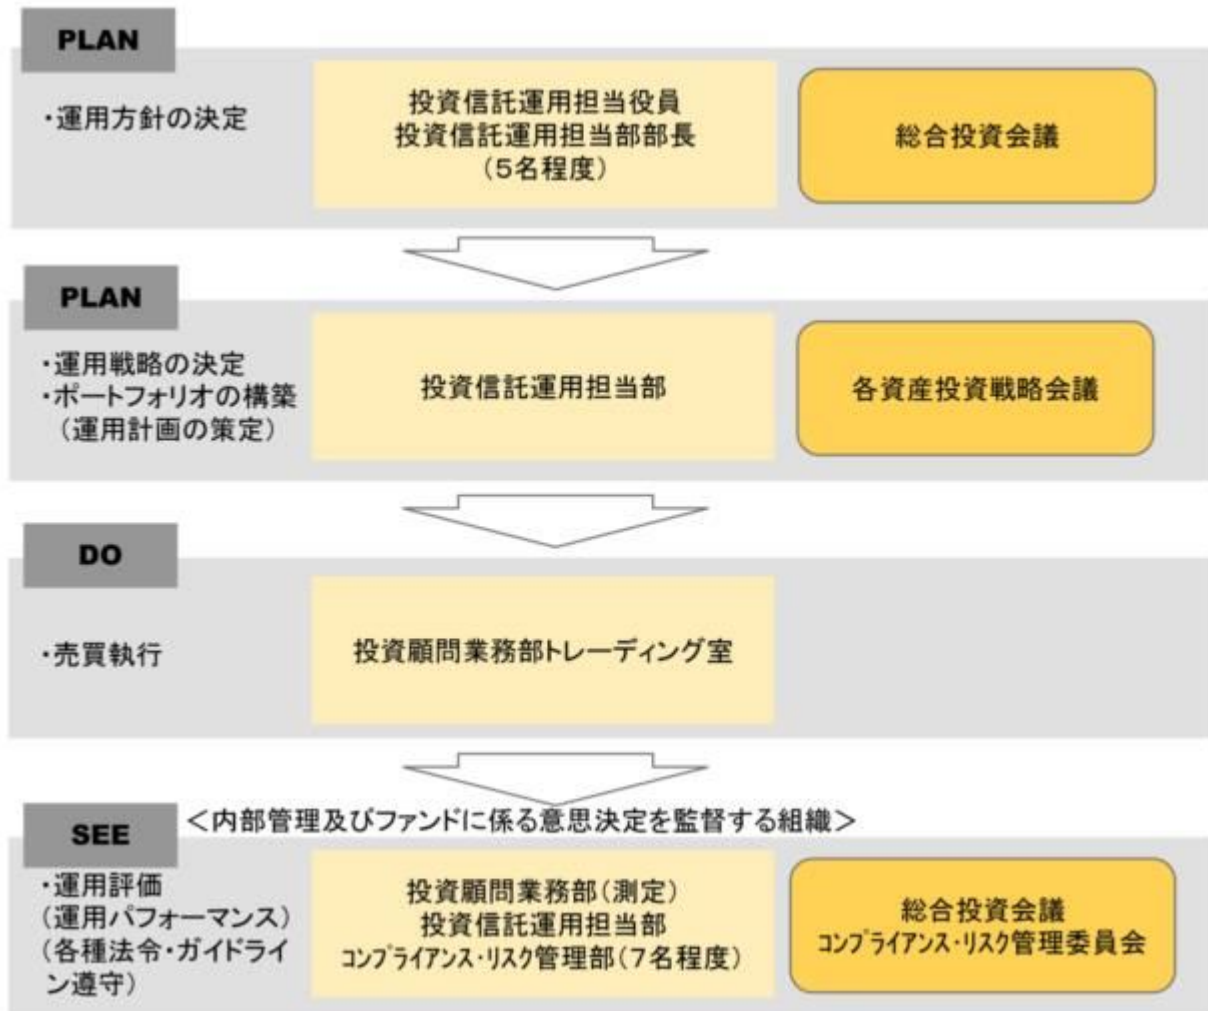 PLAN
・運用方針の決定
投資信託運用担当役員
投資信託運用担当部部長
(5名程度)
総合投資会議
PLAN
・運用戦略の決定
・ポートフォリオの構築
(運用計画の策定)
投資信託運用担当部
各資産投資戦略会議
DO
・売買執行
投資顧問業務部トレーディング室
SEE
<内部管理及びファンドに係る意思決定を監督する組織>
・運用評価
(運用パフォーマンス)
(各種法令・ガイドライ
ン遵守)
投資顧問業務部(測定)
投資信託運用担当部
コンプライアンス・リスク管理部(7名程度)
総合投資会議
コンプライアンス・リスク管理委員会